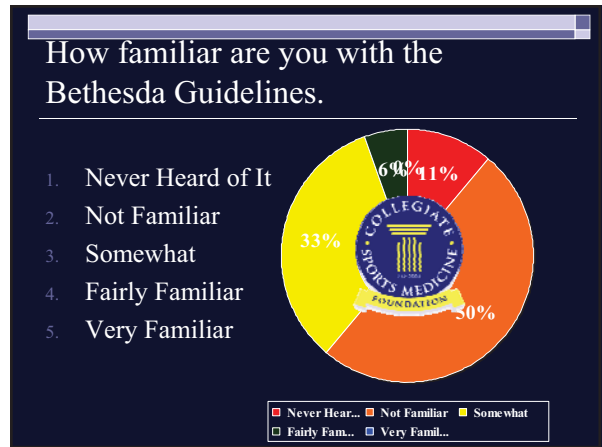 How familiar are you with the
Bethesda Guidelines.
1. Never Heard of It
2. Not Familiar
3. Somewhat
4. Fairly Familiar
5. Very Familiar
6%
0%
11%
33%
50%
COLLEGIATE
SPORTS MEDICINE
FOUNDATION
Never Hear... Not Familiar Somewhat
Fairly Fam... Very Famil...